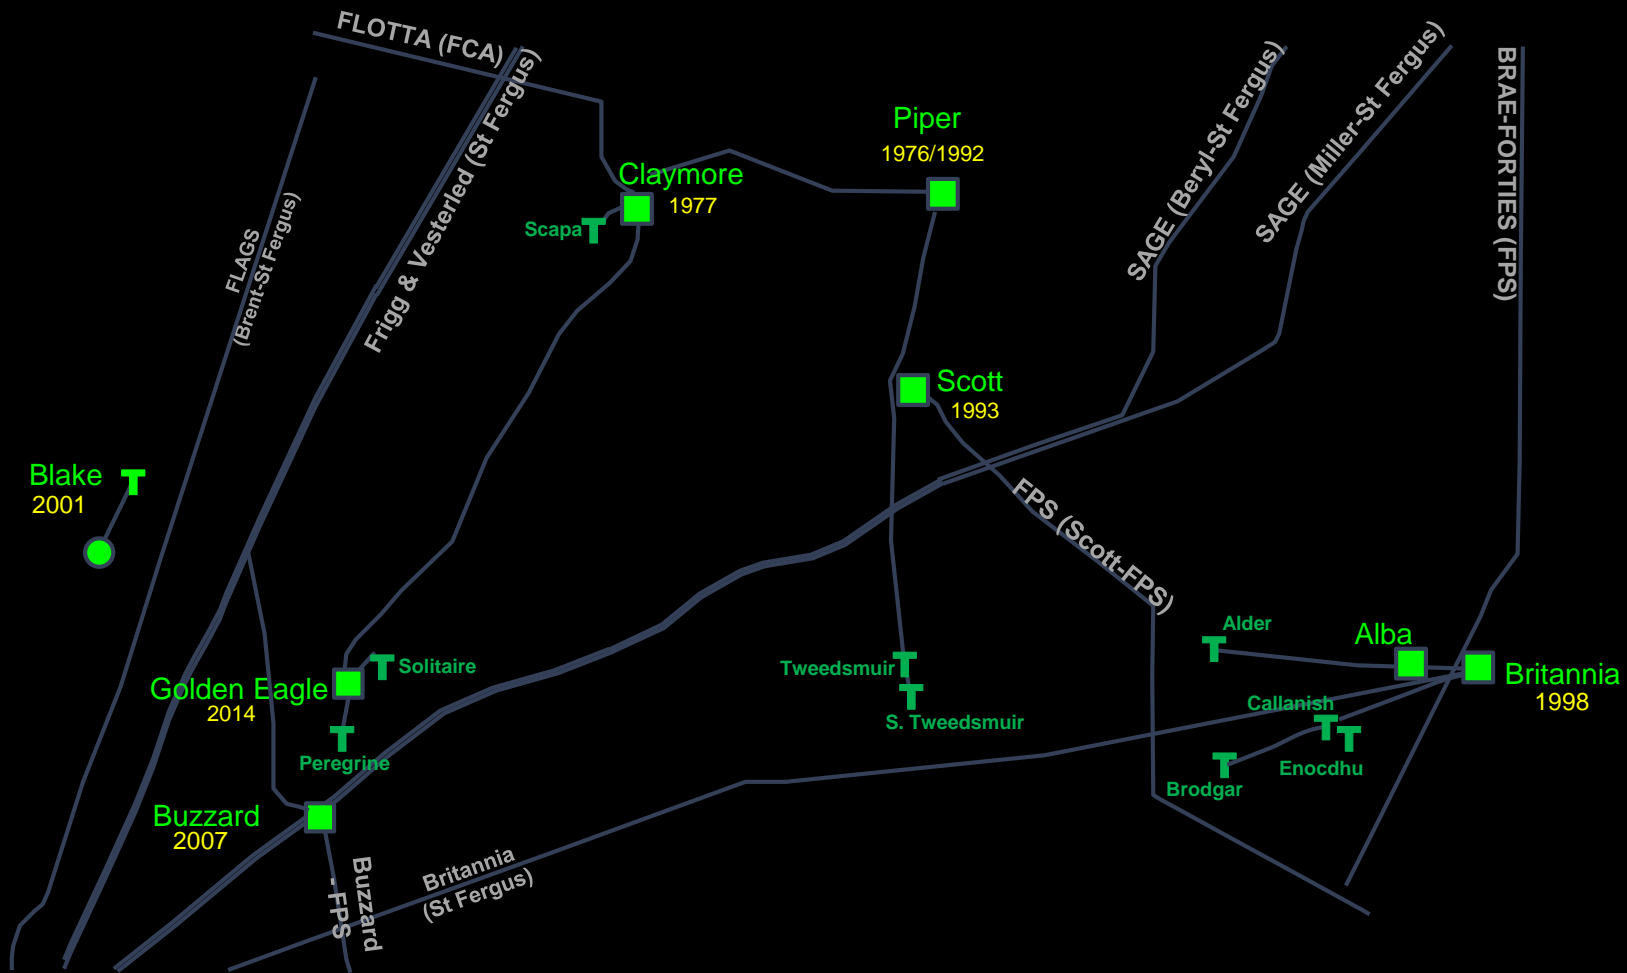 FLOTTA (FCA)
Frigg & Vesterled (St Fergus)
FLAGS
(Brent-St Fergus)
Claymore
1977
Scapa
Piper
1976/1992
SAGE (Beryl-St Fergus)
SAGE (Miller-St Fergus)
BRAE-FORTIES (FPS)
Scott
1993
Blake
2001
FPS (Scott-FPS)
Alder
Alba
Britannia
1998
Solitaire
Golden Eagle
2014
Peregrine
Tweedsmuir
S. Tweedsmuir
Callanish
Enocdhu
Brodgar
Buzzard
2007
Buzzard
- FPS
Britannia
(St Fergus)